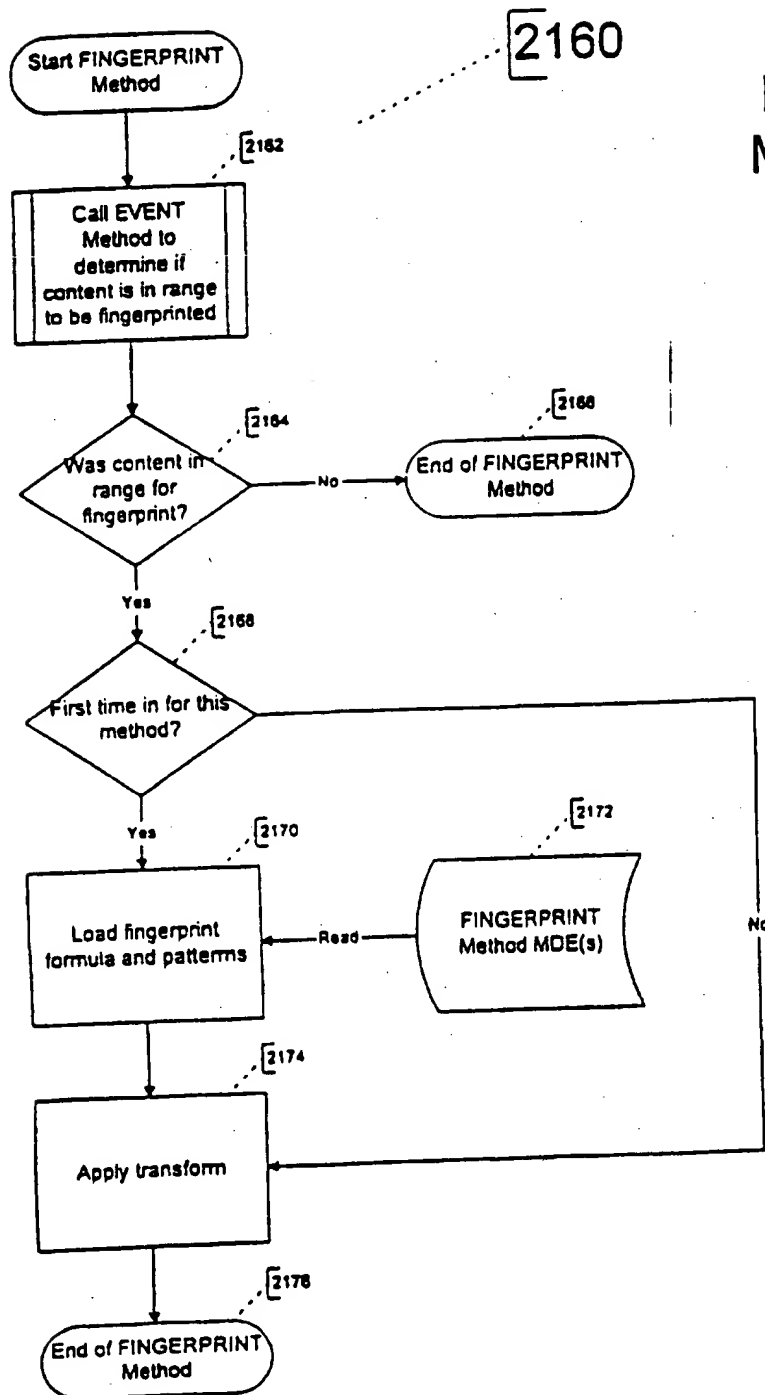 2160
Start FINGERPRINT
Method
2162
Call EVENT
Method to
determine if
content is in range
to be fingerprinted
2164
Was content in
range for
fingerprint?
No
2166
End of FINGERPRINT
Method
Yes
2168
First time in for this
method?
Yes
No
2170
Load fingerprint
formula and patterns
Read
2172
FINGERPRINT
Method MDE(s)
2174
Apply transform
2176
End of FINGERPRINT
Method